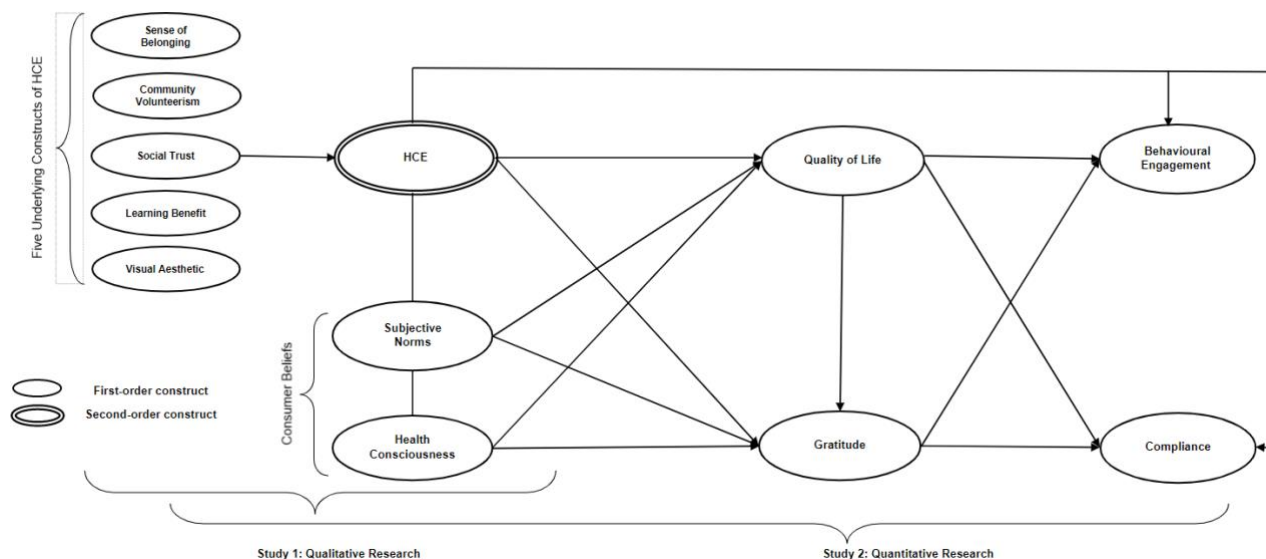 Five Underlying Constructs of HCE
Sense of
Belonging
Community
Volunteerism
Social Trust
Learning Benefit
Visual Aesthetic
HCE
Quality of Life
Behavioural
Engagement
Consumer Beliefs
Subjective
Norms
Health
Consciousness
Gratitude
Compliance
First-order construct
Second-order construct
Study 1: Qualitative Research
Study 2: Quantitative Research